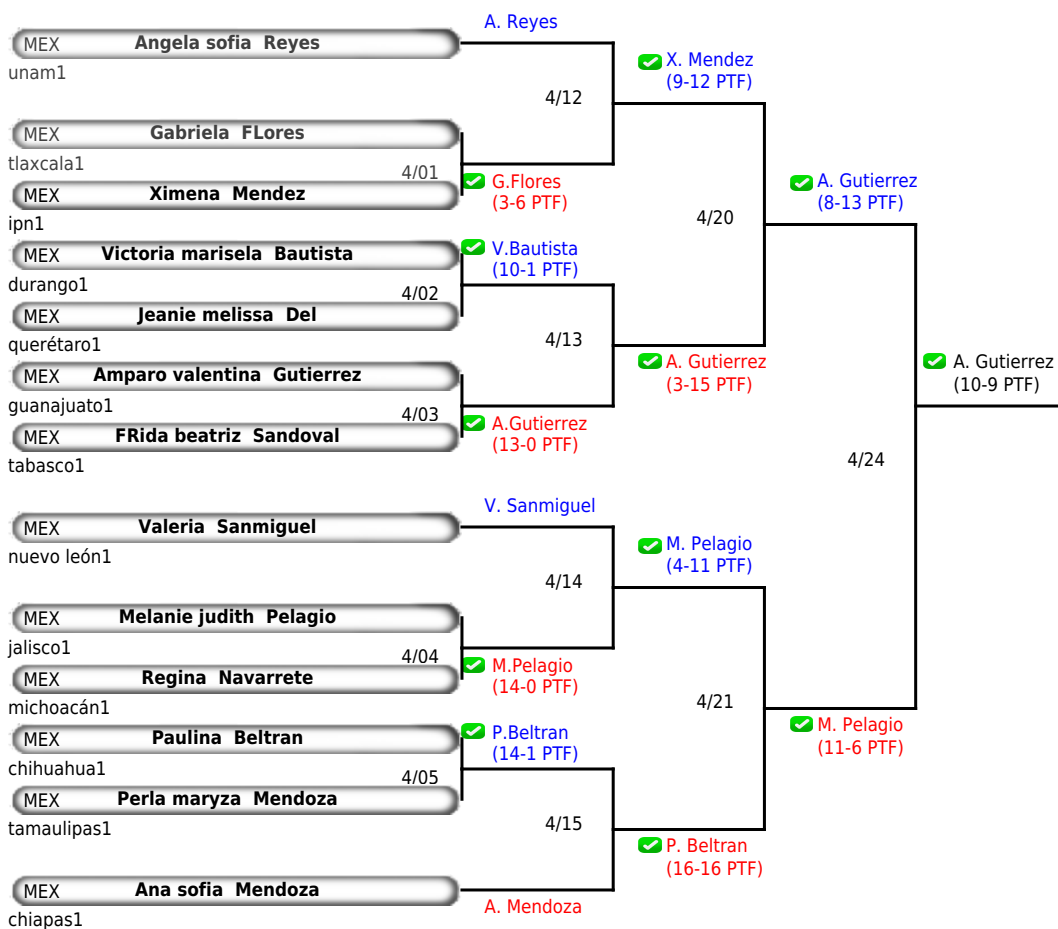 A. Reyes
MEX Angela sofia Reyes
unam1
X. Mendez
(9-12 PTF)
4/12
MEX Gabriela FLores
tlaxcala1
4/01
G.Flores
(3-6 PTF)
MEX Ximena Mendez
ipn1
A. Gutierrez
(8-13 PTF)
4/20
MEX Victoria marisela Bautista
durango1
V.Bautista
(10-1 PTF)
4/02
MEX Jeanie melissa Del
querétaro1
4/13
MEX Amparo valentina Gutierrez
guanajuato1
A. Gutierrez
(3-15 PTF)
A. Gutierrez
(10-9 PTF)
4/03
A.Gutierrez
(13-0 PTF)
MEX FRida beatriz Sandoval
tabasco1
4/24
V. Sanmiguel
MEX Valeria Sanmiguel
nuevo león1
M. Pelagio
(4-11 PTF)
4/14
MEX Melanie judith Pelagio
jalisco1
4/04
M.Pelagio
(14-0 PTF)
MEX Regina Navarrete
michoacán1
4/21
M. Pelagio
(11-6 PTF)
MEX Paulina Beltran
chihuahua1
P.Beltran
(14-1 PTF)
4/05
MEX Perla maryza Mendoza
tamaulipas1
4/15
P. Beltran
(16-16 PTF)
MEX Ana sofia Mendoza
chiapas1
A. Mendoza